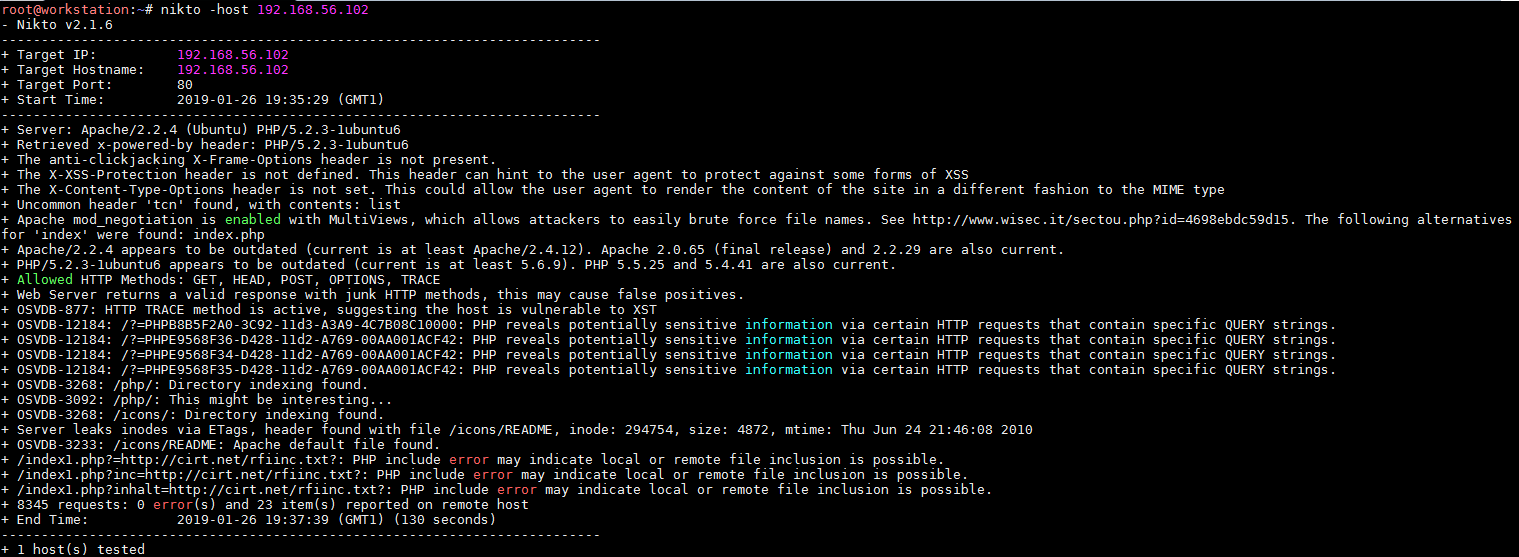 root@workstation:~# nikto -host 192.168.56.102
- Nikto v2.1.6
---------------------------------------------------------------------------
+ Target IP:          192.168.56.102
+ Target Hostname:    192.168.56.102
+ Target Port:        80
+ Start Time:         2019-01-26 19:35:29 (GMT1)
---------------------------------------------------------------------------
+ Server: Apache/2.2.4 (Ubuntu) PHP/5.2.3-1ubuntu6
+ Retrieved x-powered-by header: PHP/5.2.3-1ubuntu6
+ The anti-clickjacking X-Frame-Options header is not present.
+ The X-XSS-Protection header is not defined. This header can hint to the user agent to protect against some forms of XSS
+ The X-Content-Type-Options header is not set. This could allow the user agent to render the content of the site in a different fashion to the MIME type
+ Uncommon header 'tcn' found, with contents: list
+ Apache mod_negotiation is enabled with MultiViews, which allows attackers to easily brute force file names. See http://www.wisec.it/sectou.php?id=4698ebdc59d15. The following alternatives
for 'index' were found: index.php
+ Apache/2.2.4 appears to be outdated (current is at least Apache/2.4.12). Apache 2.0.65 (final release) and 2.2.29 are also current.
+ PHP/5.2.3-1ubuntu6 appears to be outdated (current is at least 5.6.9). PHP 5.5.25 and 5.4.41 are also current.
+ Allowed HTTP Methods: GET, HEAD, POST, OPTIONS, TRACE
+ Web Server returns a valid response with junk HTTP methods, this may cause false positives.
+ OSVDB-877: HTTP TRACE method is active, suggesting the host is vulnerable to XST
+ OSVDB-12184: /?=PHPB8B5F2A0-3C92-11d3-A3A9-4C7B08C10000: PHP reveals potentially sensitive information via certain HTTP requests that contain specific QUERY strings.
+ OSVDB-12184: /?=PHPE9568F36-D428-11d2-A769-00AA001ACF42: PHP reveals potentially sensitive information via certain HTTP requests that contain specific QUERY strings.
+ OSVDB-12184: /?=PHPE9568F34-D428-11d2-A769-00AA001ACF42: PHP reveals potentially sensitive information via certain HTTP requests that contain specific QUERY strings.
+ OSVDB-12184: /?=PHPE9568F35-D428-11d2-A769-00AA001ACF42: PHP reveals potentially sensitive information via certain HTTP requests that contain specific QUERY strings.
+ OSVDB-3268: /php/: Directory indexing found.
+ OSVDB-3092: /php/: This might be interesting...
+ OSVDB-3268: /icons/: Directory indexing found.
+ Server leaks inodes via ETags, header found with file /icons/README, inode: 294754, size: 4872, mtime: Thu Jun 24 21:46:08 2010
+ OSVDB-3233: /icons/README: Apache default file found.
+ /index1.php?=http://cirt.net/rfiinc.txt?: PHP include error may indicate local or remote file inclusion is possible.
+ /index1.php?inc=http://cirt.net/rfiinc.txt?: PHP include error may indicate local or remote file inclusion is possible.
+ /index1.php?inhalt=http://cirt.net/rfiinc.txt?: PHP include error may indicate local or remote file inclusion is possible.
+ 8345 requests: 0 error(s) and 23 item(s) reported on remote host
+ End Time:           2019-01-26 19:37:39 (GMT1) (130 seconds)
---------------------------------------------------------------------------
+ 1 host(s) tested